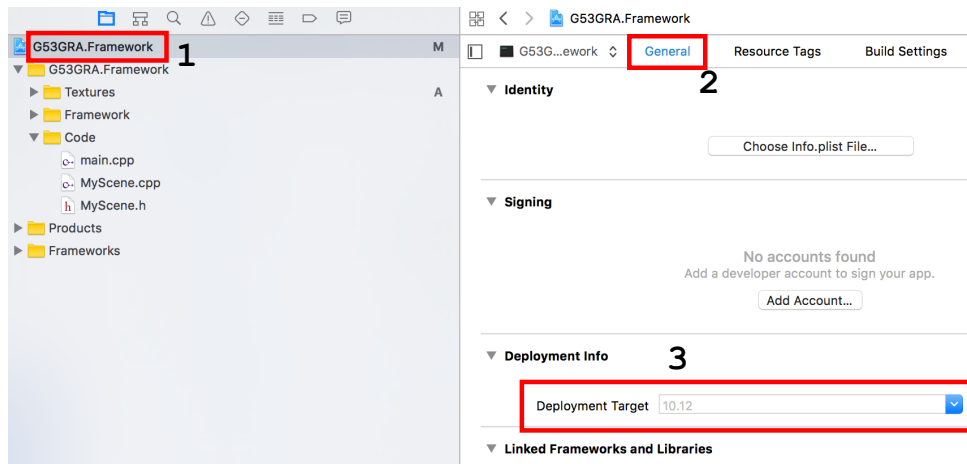 G53GRA.Framework
M
1
G53GRA.Framework
Textures
A
Framework
Code
main.cpp
MyScene.cpp
h MyScene.h
Products
Frameworks
G53GRA.Framework
G53G...ework
General
Resource Tags
Build Settings
2
Identity
Choose Info.plist File...
Signing
No accounts found
Add a developer account to sign your app.
Add Account...
Deployment Info
3
Deployment Target 10.12
Linked Frameworks and Libraries